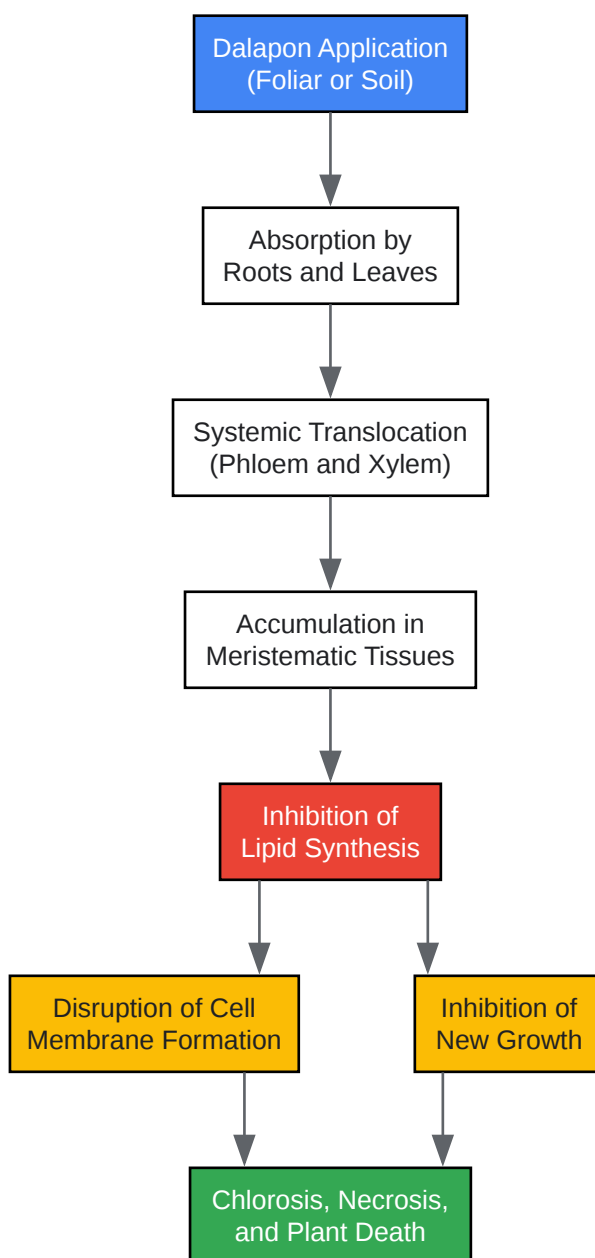 Dalapon Application
(Foliar or Soil)
Absorption by
Roots and Leaves
Systemic Translocation
(Phloem and Xylem)
Accumulation in
Meristematic Tissues
Inhibition of
Lipid Synthesis
Disruption of Cell
Membrane Formation
Inhibition of
New Growth
Chlorosis, Necrosis,
and Plant Death